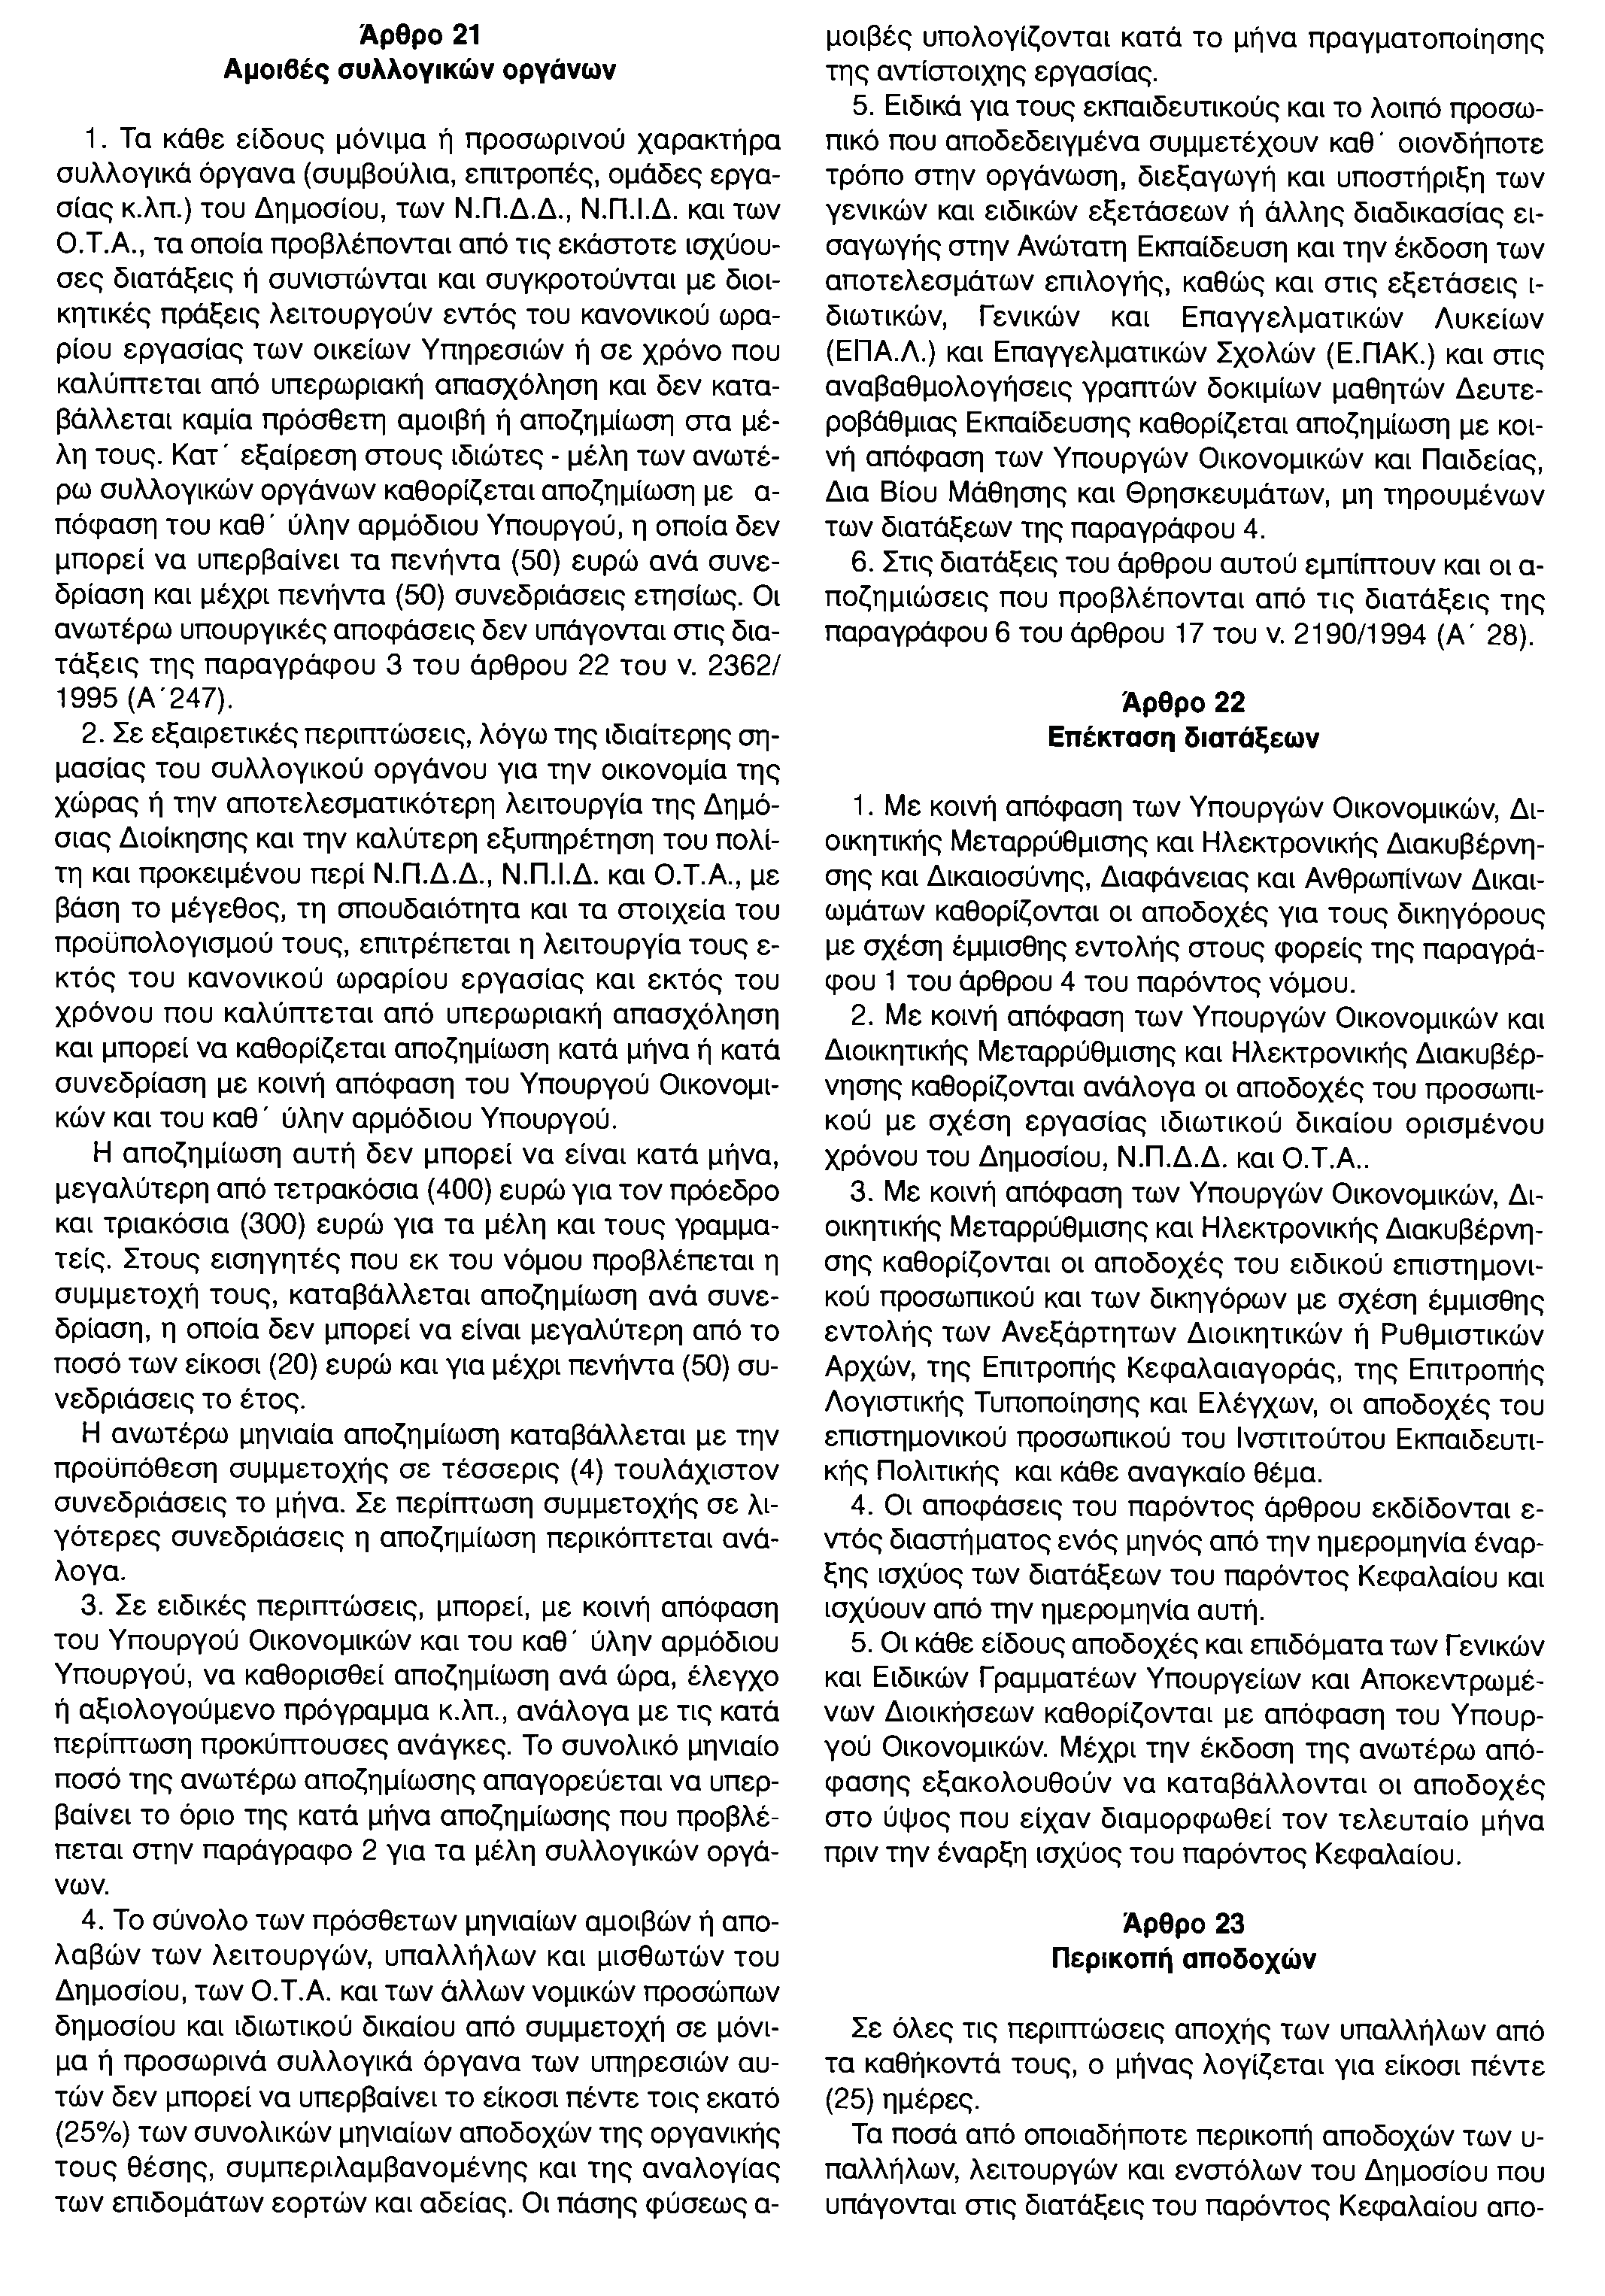 Άρθρο 21
Αμοιβές συλλογικών οργάνων
1. Τα κάθε είδους μόνιμα ή προσωρινού χαρακτήρα
συλλογικά όργανα (συμβούλια, επιτροπές, ομάδες εργα-
σίας κ.λπ.) του Δημοσίου, των Ν.Π.Δ.Δ., Ν.Π.Ι.Δ. και των
Ο.Τ.Α., τα οποία προβλέπονται από τις εκάστοτε ισχύου-
σες διατάξεις ή συνιστώνται και συγκροτούνται με διοι-
κητικές πράξεις λειτουργούν εντός του κανονικού ωρα-
ρίου εργασίας των οικείων Υπηρεσιών ή σε χρόνο που
καλύπτεται από υπερωριακή απασχόληση και δεν κατα-
βάλλεται καμία πρόσθετη αμοιβή ή αποζημίωση στα μέ-
λη τους. Κατ΄ εξαίρεση στους ιδιώτες - μέλη των ανωτέ-
ρω συλλογικών οργάνων καθορίζεται αποζημίωση με α-
πόφαση του καθ΄ ύλην αρμόδιου Υπουργού, η οποία δεν
μπορεί να υπερβαίνει τα πενήντα (50) ευρώ ανά συνε-
δρίαση και μέχρι πενήντα (50) συνεδριάσεις ετησίως. Οι
ανωτέρω υπουργικές αποφάσεις δεν υπάγονται στις δια-
τάξεις της παραγράφου 3 του άρθρου 22 του ν. 2362/
1995 (Α΄247).
2. Σε εξαιρετικές περιπτώσεις, λόγω της ιδιαίτερης ση-
μασίας του συλλογικού οργάνου για την οικονομία της
χώρας ή την αποτελεσματικότερη λειτουργία της Δημό-
σιας Διοίκησης και την καλύτερη εξυπηρέτηση του πολί-
τη και προκειμένου περί Ν.Π.Δ.Δ., Ν.Π.Ι.Δ. και Ο.Τ.Α., με
βάση το μέγεθος, τη σπουδαιότητα και τα στοιχεία του
προϋπολογισμού τους, επιτρέπεται η λειτουργία τους ε-
κτός του κανονικού ωραρίου εργασίας και εκτός του
χρόνου που καλύπτεται από υπερωριακή απασχόληση
και μπορεί να καθορίζεται αποζημίωση κατά μήνα ή κατά
συνεδρίαση με κοινή απόφαση του Υπουργού Οικονομι-
κών και του καθ΄ ύλην αρμόδιου Υπουργού.
Η αποζημίωση αυτή δεν μπορεί να είναι κατά μήνα,
μεγαλύτερη από τετρακόσια (400) ευρώ για τον πρόεδρο
και τριακόσια (300) ευρώ για τα μέλη και τους γραμμα-
τείς. Στους εισηγητές που εκ του νόμου προβλέπεται η
συμμετοχή τους, καταβάλλεται αποζημίωση ανά συνε-
δρίαση, η οποία δεν μπορεί να είναι μεγαλύτερη από το
ποσό των είκοσι (20) ευρώ και για μέχρι πενήντα (50) συ-
νεδριάσεις το έτος.
Η ανωτέρω μηνιαία αποζημίωση καταβάλλεται με την
προϋπόθεση συμμετοχής σε τέσσερις (4) τουλάχιστον
συνεδριάσεις το μήνα. Σε περίπτωση συμμετοχής σε λι-
γότερες συνεδριάσεις η αποζημίωση περικόπτεται ανά-
λογα.
3. Σε ειδικές περιπτώσεις, μπορεί, με κοινή απόφαση
του Υπουργού Οικονομικών και του καθ΄ ύλην αρμόδιου
Υπουργού, να καθορισθεί αποζημίωση ανά ώρα, έλεγχο
ή αξιολογούμενο πρόγραμμα κ.λπ., ανάλογα με τις κατά
περίπτωση προκύπτουσες ανάγκες. Το συνολικό μηνιαίο
ποσό της ανωτέρω αποζημίωσης απαγορεύεται να υπερ-
βαίνει το όριο της κατά μήνα αποζημίωσης που προβλέ-
πεται στην παράγραφο 2 για τα μέλη συλλογικών οργά-
νων.
4. Το σύνολο των πρόσθετων μηνιαίων αμοιβών ή απο-
λαβών των λειτουργών, υπαλλήλων και μισθωτών του
Δημοσίου, των Ο.Τ.Α. και των άλλων νομικών προσώπων
δημοσίου και ιδιωτικού δικαίου από συμμετοχή σε μόνι-
μα ή προσωρινά συλλογικά όργανα των υπηρεσιών αυ-
τών δεν μπορεί να υπερβαίνει το είκοσι πέντε τοις εκατό
(25%) των συνολικών μηνιαίων αποδοχών της οργανικής
τους θέσης, συμπεριλαμβανομένης και της αναλογίας
των επιδομάτων εορτών και αδείας. Οι πάσης φύσεως α-
μοιβές υπολογίζονται κατά το μήνα πραγματοποίησης
της αντίστοιχης εργασίας.
5. Ειδικά για τους εκπαιδευτικούς και το λοιπό προσω-
πικό που αποδεδειγμένα συμμετέχουν καθ΄ οιονδήποτε
τρόπο στην οργάνωση, διεξαγωγή και υποστήριξη των
γενικών και ειδικών εξετάσεων ή άλλης διαδικασίας ει-
σαγωγής στην Ανώτατη Εκπαίδευση και την έκδοση των
αποτελεσμάτων επιλογής, καθώς και στις εξετάσεις ι-
διωτικών, Γενικών και Επαγγελματικών Λυκείων
(ΕΠΑ.Λ.) και Επαγγελματικών Σχολών (Ε.ΠΑΚ.) και στις
αναβαθμολογήσεις γραπτών δοκιμίων μαθητών Δευτε-
ροβάθμιας Εκπαίδευσης καθορίζεται αποζημίωση με κοι-
νή απόφαση των Υπουργών Οικονομικών και Παιδείας,
Δια Βίου Μάθησης και Θρησκευμάτων, μη τηρουμένων
των διατάξεων της παραγράφου 4.
6. Στις διατάξεις του άρθρου αυτού εμπίπτουν και οι α-
ποζημιώσεις που προβλέπονται από τις διατάξεις της
παραγράφου 6 του άρθρου 17 του ν. 2190/1994 (Α΄ 28).
Άρθρο 22
Επέκταση διατάξεων
1. Με κοινή απόφαση των Υπουργών Οικονομικών, Δι-
οικητικής Μεταρρύθμισης και Ηλεκτρονικής Διακυβέρνη-
σης και Δικαιοσύνης, Διαφάνειας και Ανθρωπίνων Δικαι-
ωμάτων καθορίζονται οι αποδοχές για τους δικηγόρους
με σχέση έμμισθης εντολής στους φορείς της παραγρά-
φου 1 του άρθρου 4 του παρόντος νόμου.
2. Με κοινή απόφαση των Υπουργών Οικονομικών και
Διοικητικής Μεταρρύθμισης και Ηλεκτρονικής Διακυβέρ-
νησης καθορίζονται ανάλογα οι αποδοχές του προσωπι-
κού με σχέση εργασίας ιδιωτικού δικαίου ορισμένου
χρόνου του Δημοσίου, Ν.Π.Δ.Δ. και Ο.Τ.Α..
3. Με κοινή απόφαση των Υπουργών Οικονομικών, Δι-
οικητικής Μεταρρύθμισης και Ηλεκτρονικής Διακυβέρνη-
σης καθορίζονται οι αποδοχές του ειδικού επιστημονι-
κού προσωπικού και των δικηγόρων με σχέση έμμισθης
εντολής των Ανεξάρτητων Διοικητικών ή Ρυθμιστικών
Αρχών, της Επιτροπής Κεφαλαιαγοράς, της Επιτροπής
Λογιστικής Τυποποίησης και Ελέγχων, οι αποδοχές του
επιστημονικού προσωπικού του Ινστιτούτου Εκπαιδευτι-
κής Πολιτικής και κάθε αναγκαίο θέμα.
4. Οι αποφάσεις του παρόντος άρθρου εκδίδονται ε-
ντός διαστήματος ενός μηνός από την ημερομηνία έναρ-
ξης ισχύος των διατάξεων του παρόντος Κεφαλαίου και
ισχύουν από την ημερομηνία αυτή.
5. Οι κάθε είδους αποδοχές και επιδόματα των Γενικών
και Ειδικών Γραμματέων Υπουργείων και Αποκεντρωμέ-
νων Διοικήσεων καθορίζονται με απόφαση του Υπουρ-
γού Οικονομικών. Μέχρι την έκδοση της ανωτέρω από-
φασης εξακολουθούν να καταβάλλονται οι αποδοχές
στο ύψος που είχαν διαμορφωθεί τον τελευταίο μήνα
πριν την έναρξη ισχύος του παρόντος Κεφαλαίου.
Άρθρο 23
Περικοπή αποδοχών
Σε όλες τις περιπτώσεις αποχής των υπαλλήλων από
τα καθήκοντά τους, ο μήνας λογίζεται για είκοσι πέντε
(25) ημέρες.
Τα ποσά από οποιαδήποτε περικοπή αποδοχών των υ-
παλλήλων, λειτουργών και ενστόλων του Δημοσίου που
υπάγονται στις διατάξεις του παρόντος Κεφαλαίου απο-